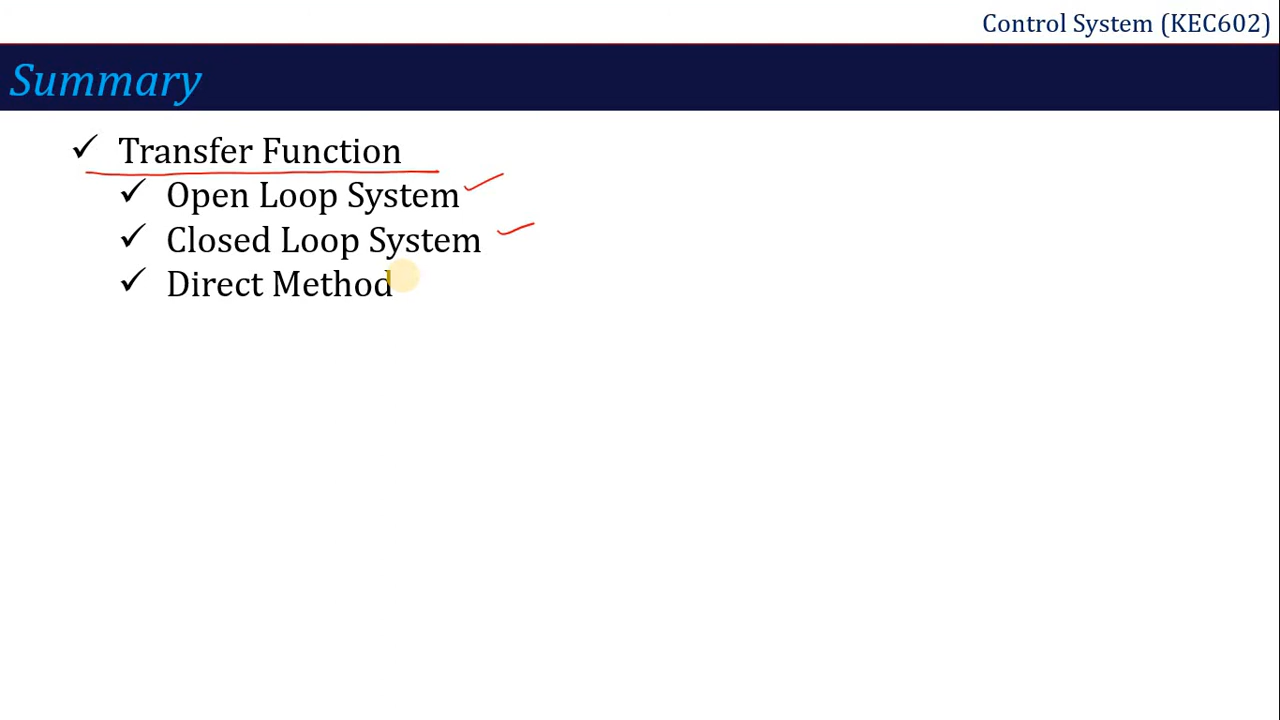 Control System (KEC602)
Summary
✓ Transfer Function
✓ Open Loop System
✓ Closed Loop System
✓ Direct Method